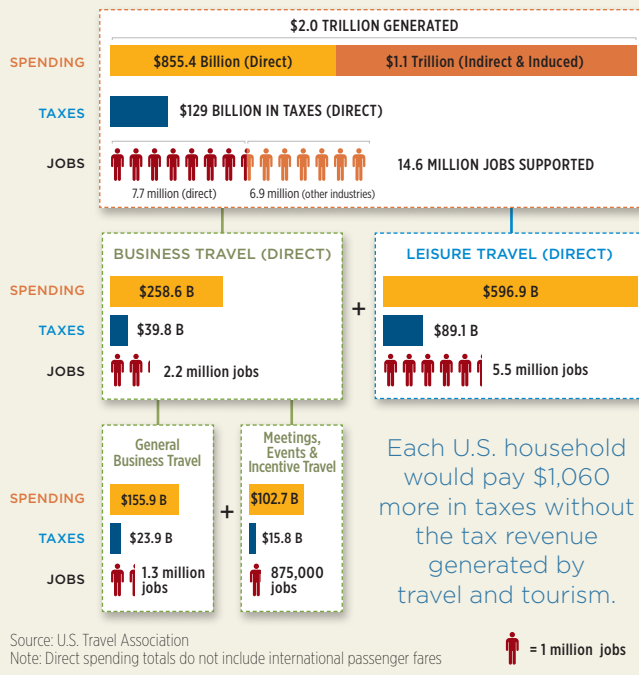 $2.0 TRILLION GENERATED
SPENDING
$855.4 Billion (Direct)
$1.1 Trillion (Indirect & Induced)
TAXES
$129 BILLION IN TAXES (DIRECT)
JOBS
14.6 MILLION JOBS SUPPORTED
7.7 million (direct)
6.9 million (other industries)
BUSINESS TRAVEL (DIRECT)
SPENDING
$258.6 B
TAXES
$39.8 B
JOBS
2.2 million jobs
+
LEISURE TRAVEL (DIRECT)
$596.9 B
$89.1 B
5.5 million jobs
General
Business Travel
SPENDING
$155.9 B
TAXES
$23.9 B
JOBS
1.3 million
jobs
+
Meetings,
Events &
Incentive Travel
$102.7 B
$15.8 B
875,000
jobs
Each U.S. household
would pay $1,060
more in taxes without
the tax revenue
generated by
travel and tourism.
Source: U.S. Travel Association
Note: Direct spending totals do not include international passenger fares
= 1 million jobs